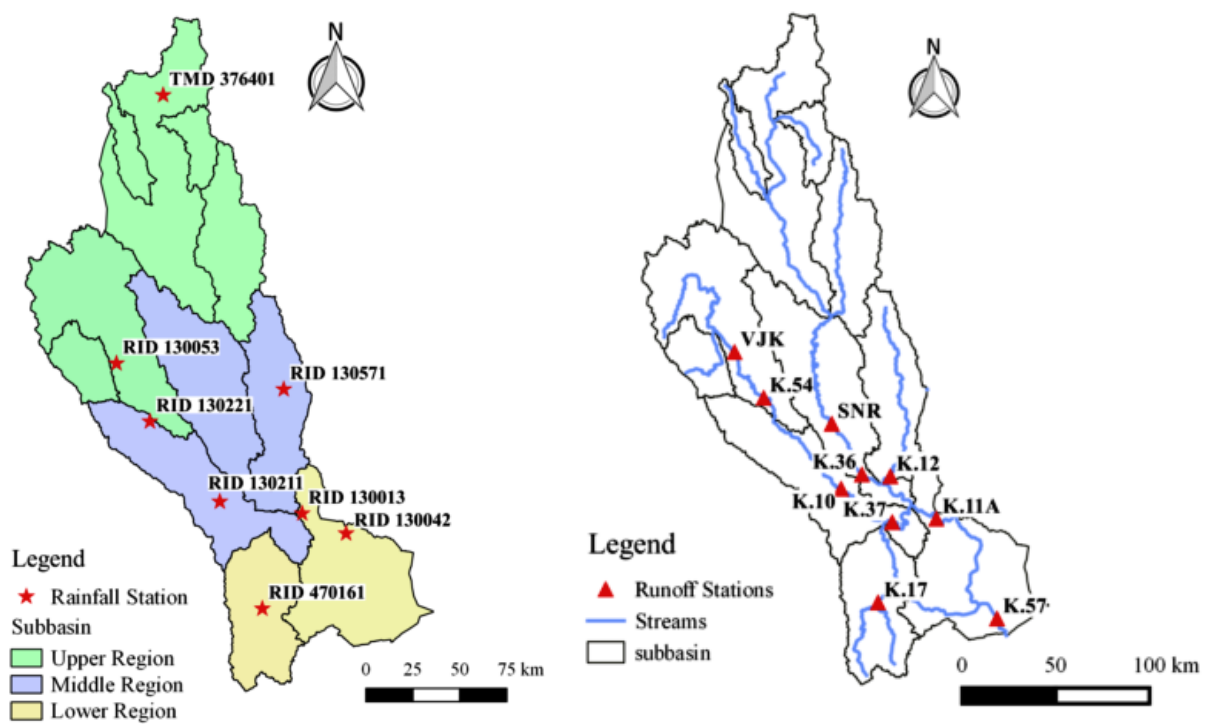 N
TMD 376401
RID 130053
RID 130571
RID 130221
RID 130211
RID 130013
RID 130042
RID 470161
Legend
Rainfall Station
Subbasin
Upper Region
Middle Region
Lower Region
0 25 50 75 km
N
VJK
K.54
SNR
K.36
K.12
K.10
K.37
K.11A
K.17
K.57
Legend
Runoff Stations
Streams
subbasin
0 50 100 km